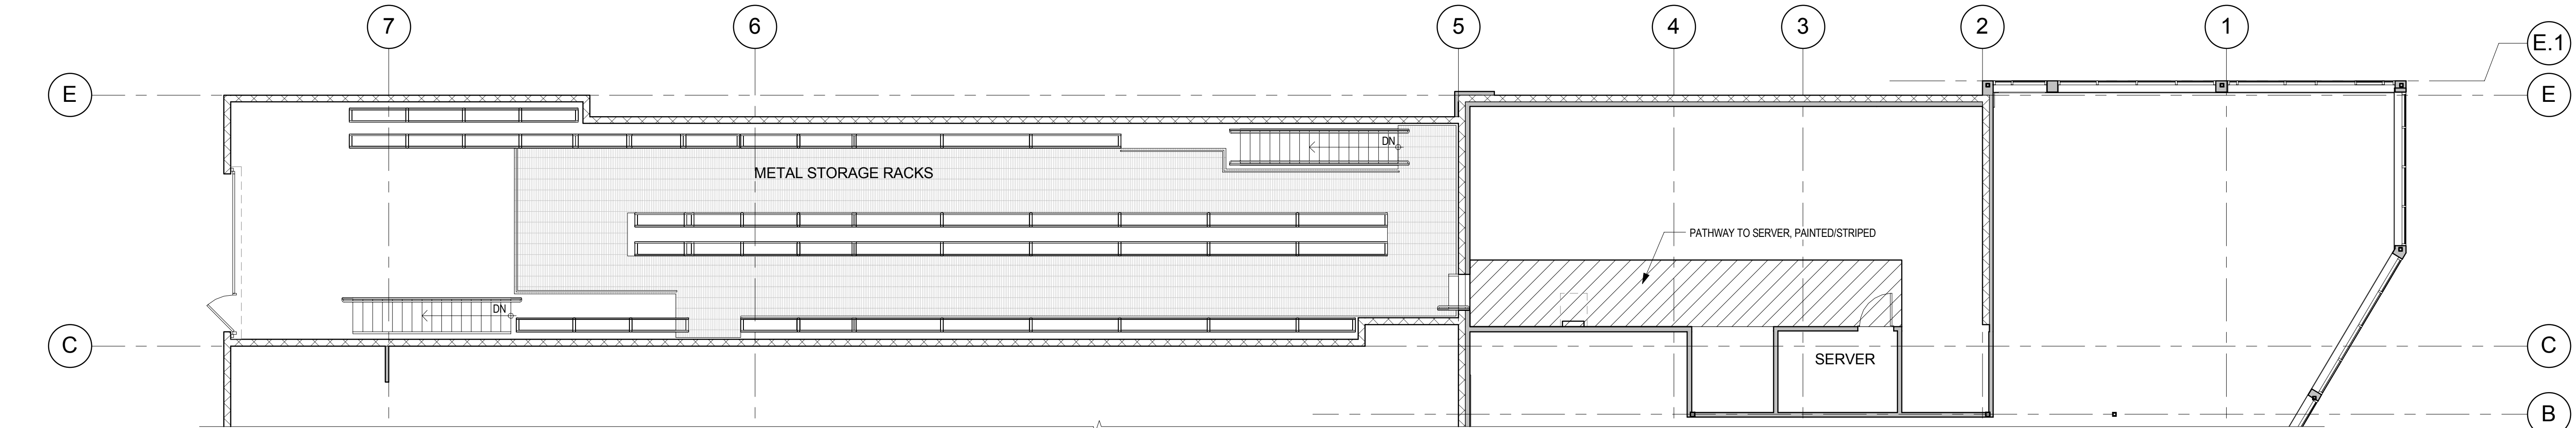 7
6
5
4
3
2
1
E.1
E
E
DN
METAL STORAGE RACKS
PATHWAY TO SERVER, PAINTED/STRIPED
DN
C
SERVER
C
B